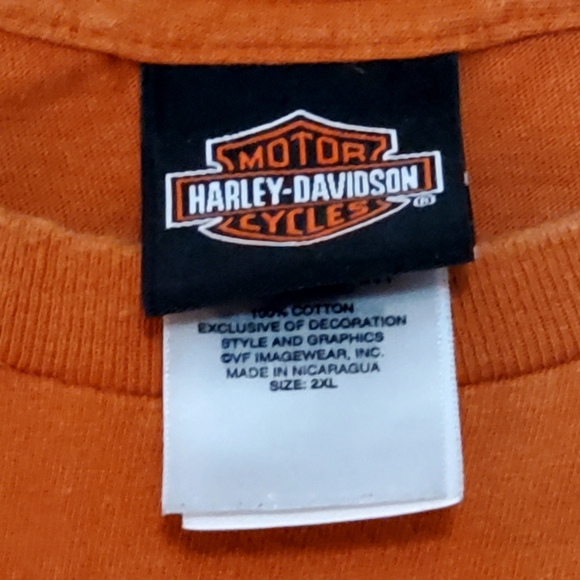 MOTOR
HARLEY-DAVIDSON
CYCLES
®
100% COTTON
EXCLUSIVE OF DECORATION
STYLE AND GRAPHICS
©VF IMAGEWEAR, INC.
MADE IN NICARAGUA
SIZE: 2XL